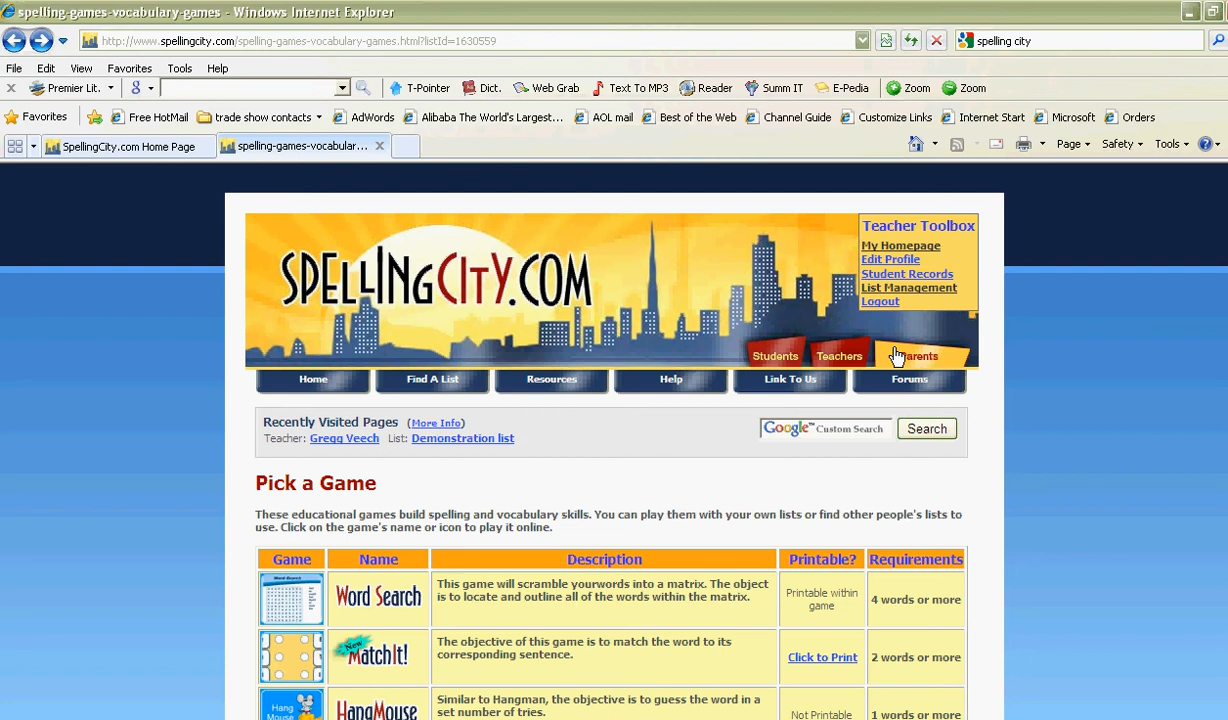 spelling-games-vocabulary-games - Windows Internet Explorer
http://www.spellingcity.com/spelling-games-vocabulary-games.html?listId=1630559
spelling city
File Edit View Favorites Tools Help
Premier Lit. T-Pointer Dict. Web Grab Text To MP3 Reader Summ IT E-Pedia Zoom Zoom
Favorites Free HotMail trade show contacts AdWords Alibaba The World's Largest... AOL mail Best of the Web Channel Guide Customize Links Internet Start Microsoft Orders
SpellingCity.com Home Page spelling-games-vocabular... Page Safety Tools
Teacher Toolbox
My Homepage
Edit Profile
Student Records
List Management
Logout
SPELLINGCITY.COM
Students Teachers Parents
Home Find A List Resources Help Link To Us Forums
Recently Visited Pages (More Info)
Teacher: Gregg Veech List: Demonstration list
Google™ Custom Search Search
Pick a Game
These educational games build spelling and vocabulary skills. You can play them with your own lists or find other people's lists to
use. Click on the game's name or icon to play it online.
Game Name Description Printable? Requirements
Word Search
Word Search
This game will scramble yourwords into a matrix. The object
is to locate and outline all of the words within the matrix.
Printable within
game
4 words or more
New
MatchIt!
The objective of this game is to match the word to its
corresponding sentence.
Click to Print
2 words or more
Hang
Mouse
HangMouse
Similar to Hangman, the objective is to guess the word in a
set number of tries.
Not Printable
1 words or more